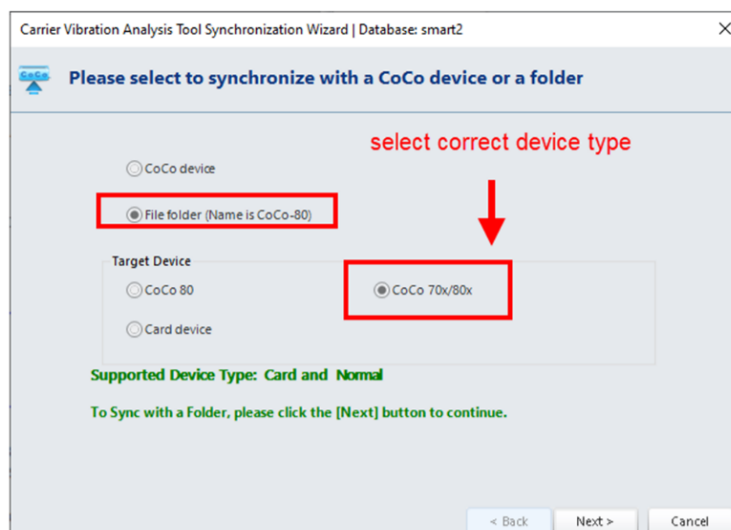 Carrier Vibration Analysis Tool Synchronization Wizard | Database: smart2
CoCo
Please select to synchronize with a CoCo device or a folder
select correct device type
CoCo device
File folder (Name is CoCo-80)
Target Device
CoCo 80
CoCo 70x/80x
Card device
Supported Device Type: Card and Normal
To Sync with a Folder, please click the [Next] button to continue.
< Back
Next >
Cancel